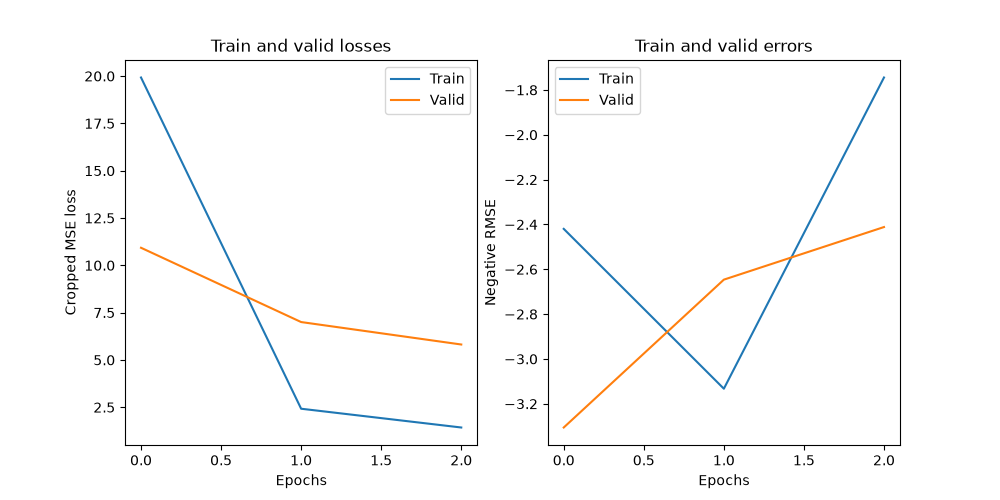 Train and valid losses
Train
Valid
20.0
17.5
15.0
12.5
10.0
7.5
5.0
2.5
Cropped MSE loss
0.0 0.5 1.0 1.5 2.0
Epochs
Train and valid errors
Train
Valid
−1.8
−2.0
−2.2
−2.4
−2.6
−2.8
−3.0
−3.2
Negative RMSE
0.0 0.5 1.0 1.5 2.0
Epochs